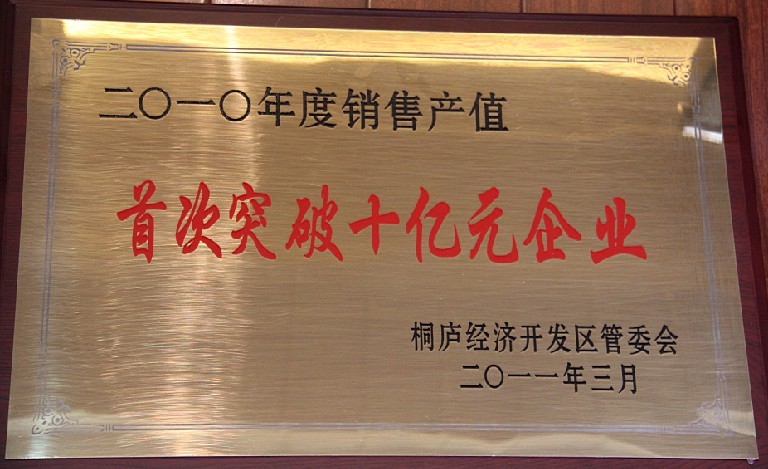 二〇一〇年度销售产值
首次突破十亿元企业
桐庐经济开发区管委会
二〇一一年三月